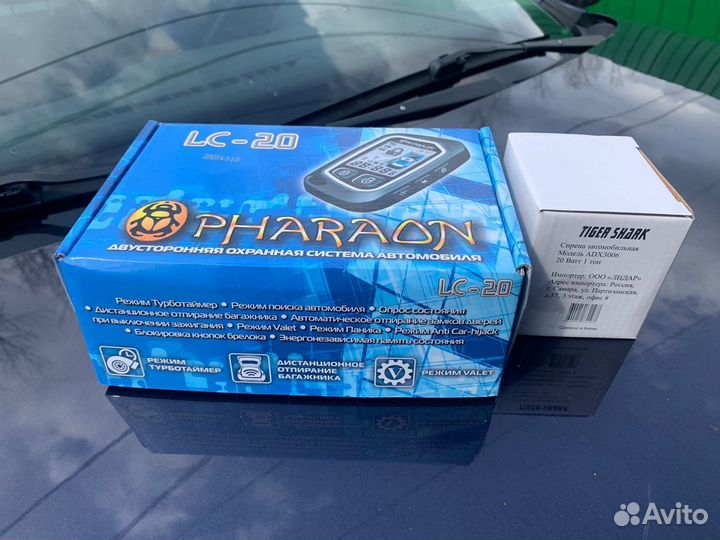 LC-20
PHARAON
PHARAON
ДВУСТОРОННЯЯ ОХРАННАЯ СИСТЕМА АВТОМОБИЛЯ
LC-20
Режим Турботаймер • Режим поиска автомобиля • Опрос состояния
• Дистанционное отпирание багажника • Автоматическое отпирание замков дверей
при выключении зажигания • Режим Valet • Режим Паника • Режим Anti Car-hijack
• Блокировка кнопок брелока • Энергонезависимая память состояния
РЕЖИМ
ТУРБОТАЙМЕР
ДИСТАНЦИОННОЕ
ОТПИРАНИЕ
БАГАЖНИКА
V
РЕЖИМ VALET
TIGER SHARK
Сирена автомобильная
Модель ADX3006
20 Ватт 1 тон
Импортер: ООО «ЛИДАР»
Адрес импортера: Россия,
г. Самара, ул. Партизанская,
д.17, 3 этаж, офис 8
Сделано в Китае
Avito